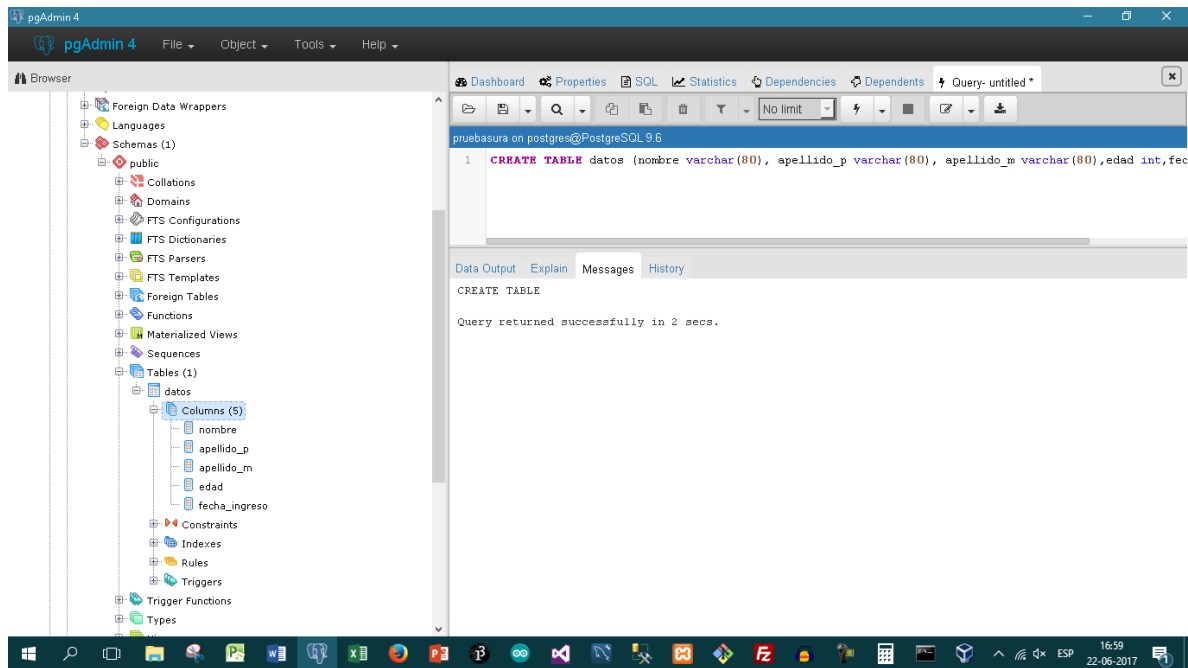 pgAdmin 4
pgAdmin 4 File Object Tools Help
Browser
Foreign Data Wrappers
Languages
Schemas (1)
public
Collations
Domains
FTS Configurations
FTS Dictionaries
FTS Parsers
FTS Templates
Foreign Tables
Functions
Materialized Views
Sequences
Tables (1)
datos
Columns (5)
nombre
apellido_p
apellido_m
edad
fecha_ingreso
Constraints
Indexes
Rules
Triggers
Trigger Functions
Types
Dashboard Properties SQL Statistics Dependencies Dependents Query- untitled *
No limit
pruebasura on postgres@PostgreSQL 9.6
1 CREATE TABLE datos (nombre varchar(80), apellido_p varchar(80), apellido_m varchar(80),edad int,fec
Data Output Explain Messages History
CREATE TABLE
Query returned successfully in 2 secs.
ESP
16:59
22-06-2017